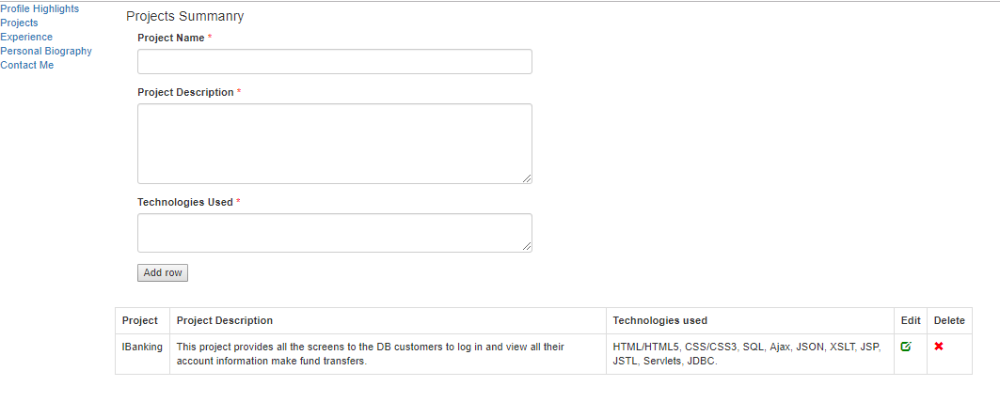 Profile Highlights
Projects
Experience
Personal Biography
Contact Me
Projects Summanry
Project Name *
Project Description *
Technologies Used *
Add row
Project Project Description Technologies used Edit Delete
IBanking This project provides all the screens to the DB customers to log in and view all their HTML/HTML5, CSS/CSS3, SQL, Ajax, JSON, XSLT, JSP,
account information make fund transfers. JSTL, Servlets, JDBC.